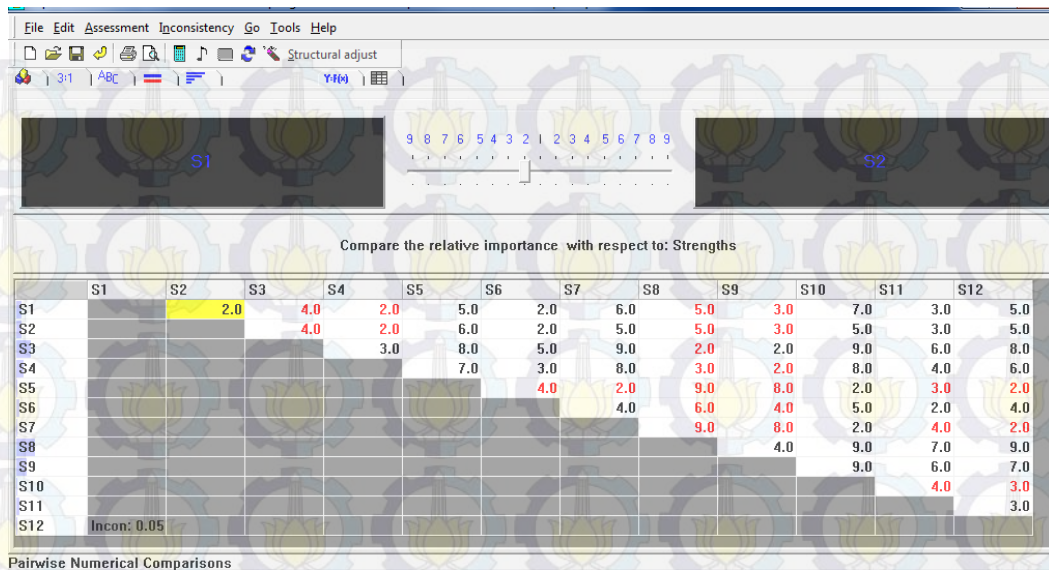 File Edit Assessment Inconsistency Go Tools Help
Structural adjust
3:1 ABC Y=F(x)
9 8 7 6 5 4 3 2 1 2 3 4 5 6 7 8 9
S1 S2
Compare the relative importance with respect to: Strengths
S1 S2 S3 S4 S5 S6 S7 S8 S9 S10 S11 S12
S1 2.0 4.0 2.0 5.0 2.0 6.0 5.0 3.0 7.0 3.0 5.0
S2 4.0 2.0 6.0 2.0 5.0 5.0 3.0 5.0 3.0 5.0
S3 3.0 8.0 5.0 9.0 2.0 2.0 9.0 6.0 8.0
S4 7.0 3.0 8.0 3.0 2.0 8.0 4.0 6.0
S5 4.0 2.0 9.0 8.0 2.0 3.0 2.0
S6 4.0 6.0 4.0 5.0 2.0 4.0
S7 9.0 8.0 2.0 4.0 2.0
S8 4.0 9.0 7.0 9.0
S9 9.0 6.0 7.0
S10 4.0 3.0
S11 3.0
S12 Incon: 0.05
Pairwise Numerical Comparisons